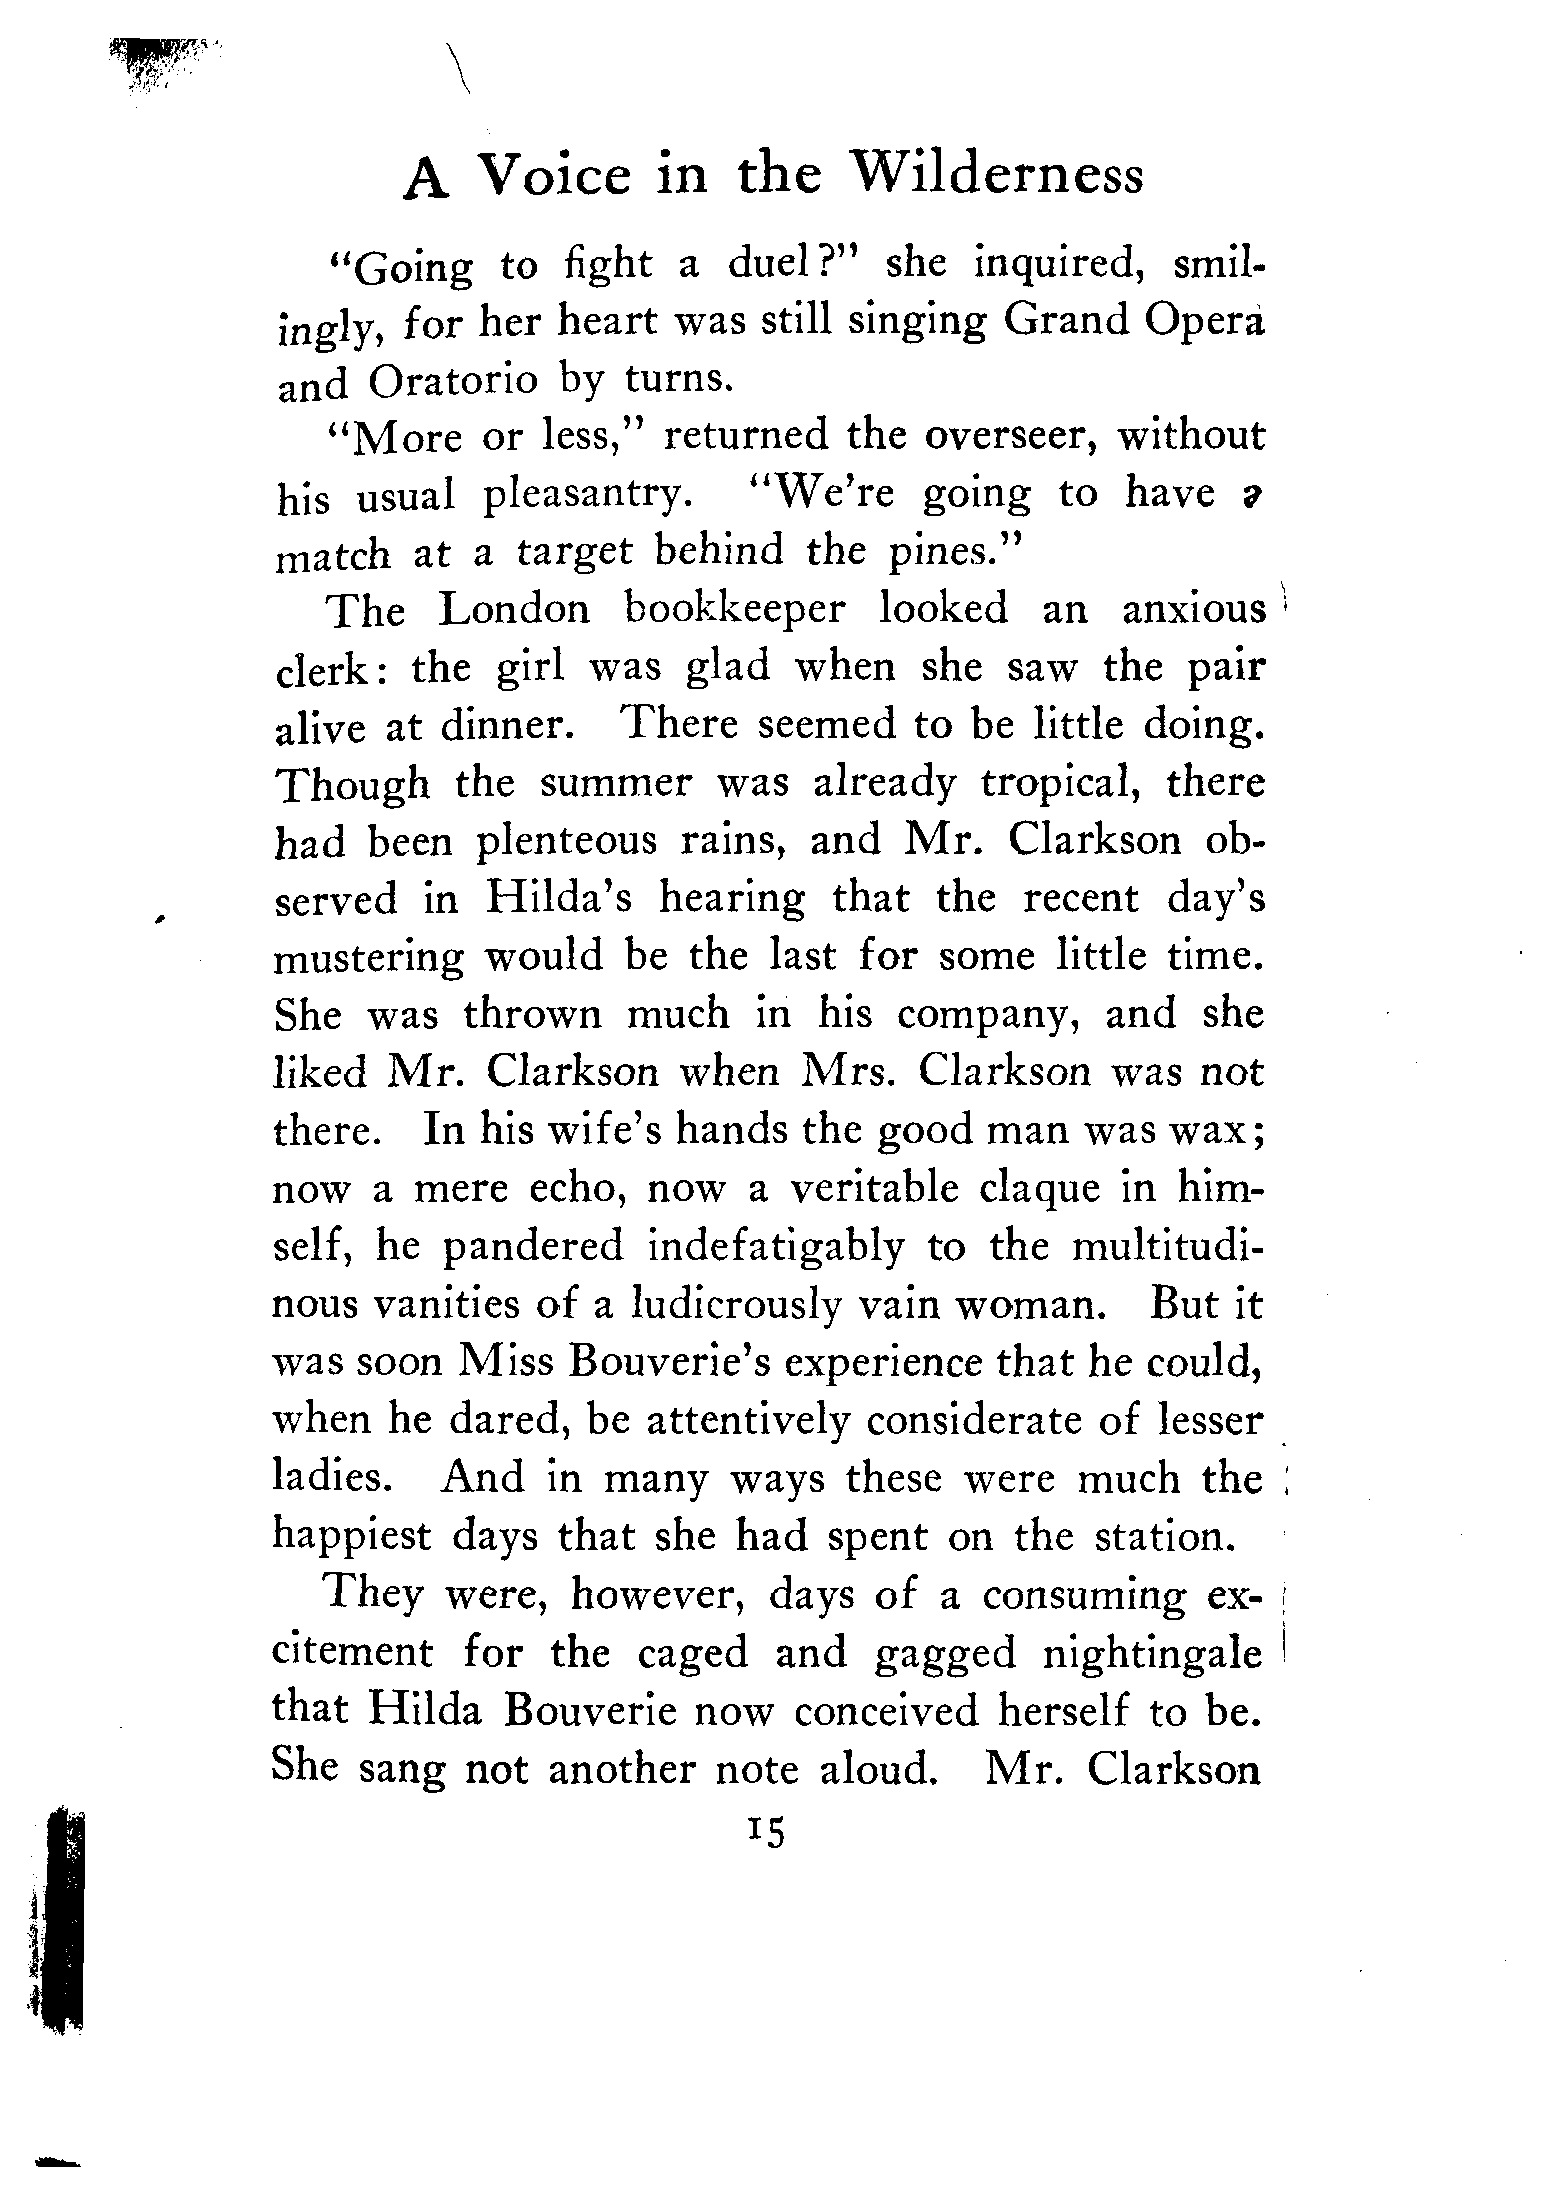 A Voice in the Wilderness
“Going to fight a duel?” she inquired, smil-
ingly, for her heart was still singing Grand Opera
and Oratorio by turns.
“More or less,” returned the overseer, without
his usual pleasantry. “We’re going to have a
match at a target behind the pines.”
The London bookkeeper looked an anxious
clerk: the girl was glad when she saw the pair
alive at dinner. There seemed to be little doing.
Though the summer was already tropical, there
had been plenteous rains, and Mr. Clarkson ob-
served in Hilda’s hearing that the recent day’s
mustering would be the last for some little time.
She was thrown much in his company, and she
liked Mr. Clarkson when Mrs. Clarkson was not
there. In his wife’s hands the good man was wax;
now a mere echo, now a veritable claque in him-
self, he pandered indefatigably to the multitudi-
nous vanities of a ludicrously vain woman. But it
was soon Miss Bouverie’s experience that he could,
when he dared, be attentively considerate of lesser
ladies. And in many ways these were much the
happiest days that she had spent on the station.
They were, however, days of a consuming ex-
citement for the caged and gagged nightingale
that Hilda Bouverie now conceived herself to be.
She sang not another note aloud. Mr. Clarkson
15